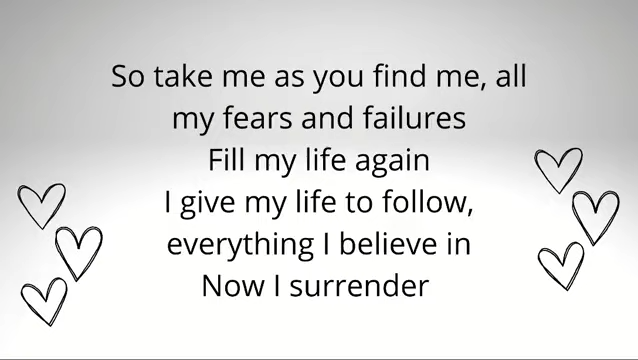 So take me as you find me, all
my fears and failures
Fill my life again
I give my life to follow,
everything I believe in
Now I surrender